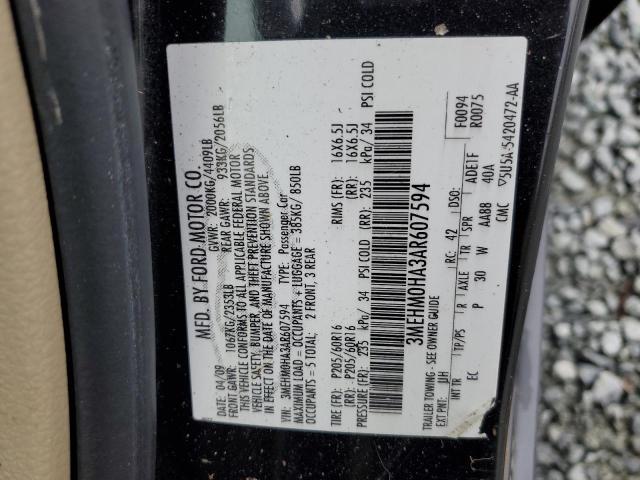 MFD. BY FORD MOTOR CO.
DATE: 04/09 GVWR: 2000KG/4409LB
FRONT GAWR: 1067KG/2353LB REAR GAWR: 933KG/2056LB
THIS VEHICLE CONFORMS TO ALL APPLICABLE FEDERAL MOTOR
VEHICLE SAFETY, BUMPER, AND THEFT PREVENTION STANDARDS
IN EFFECT ON THE DATE OF MANUFACTURE SHOWN ABOVE.
VIN: 3MEHM0HA3AR607594 TYPE: Passenger Car
MAXIMUM LOAD = OCCUPANTS + LUGGAGE = 385KG/ 850LB
OCCUPANTS = 5 TOTAL: 2 FRONT, 3 REAR
TIRE (FR): P205/60R16 RIMS (FR): 16X6.5J
(RR): P205/60R16 (RR): 16X6.5J
PRESSURE (FR): 235 kPa/ 34 PSI COLD (RR): 235 kPa/ 34 PSI COLD
3MEHM0HA3AR607594
TRAILER TOWING - SEE OWNER GUIDE
F0094
R0075
EXT PNT: JJH RC: 42 DSO:
INT TR TP/PS R AXLE TR SPR ADE1F
EC P 30 W AA88 40A
GMC ▽5U5A-5420472-AA